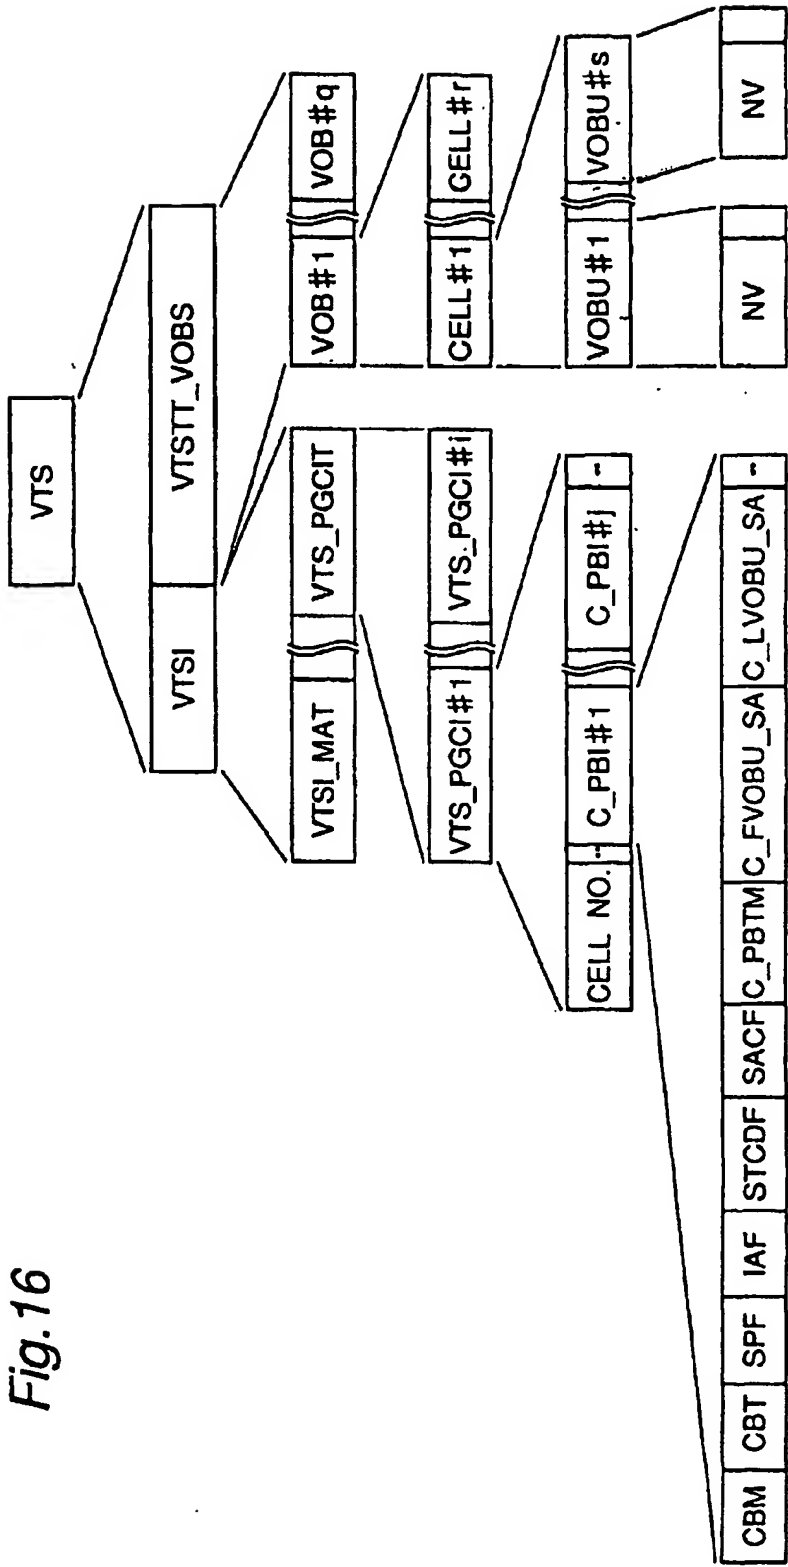 Fig.16
VTS
VTSI VTSTT_VOBS
VTSI_MAT VTS_PGCIT VOB#1 VOB#q
VTS_PGCI#1 VTS_PGCI#i CELL#1 CELL#r
CELL NO. -- C_PBI#1 C_PBI#j -- VOBU#1 VOBU#s
CBM CBT SPF IAF STCDF SACF C_PBTM C_FVOBU_SA C_LVOBU_SA -- NV NV